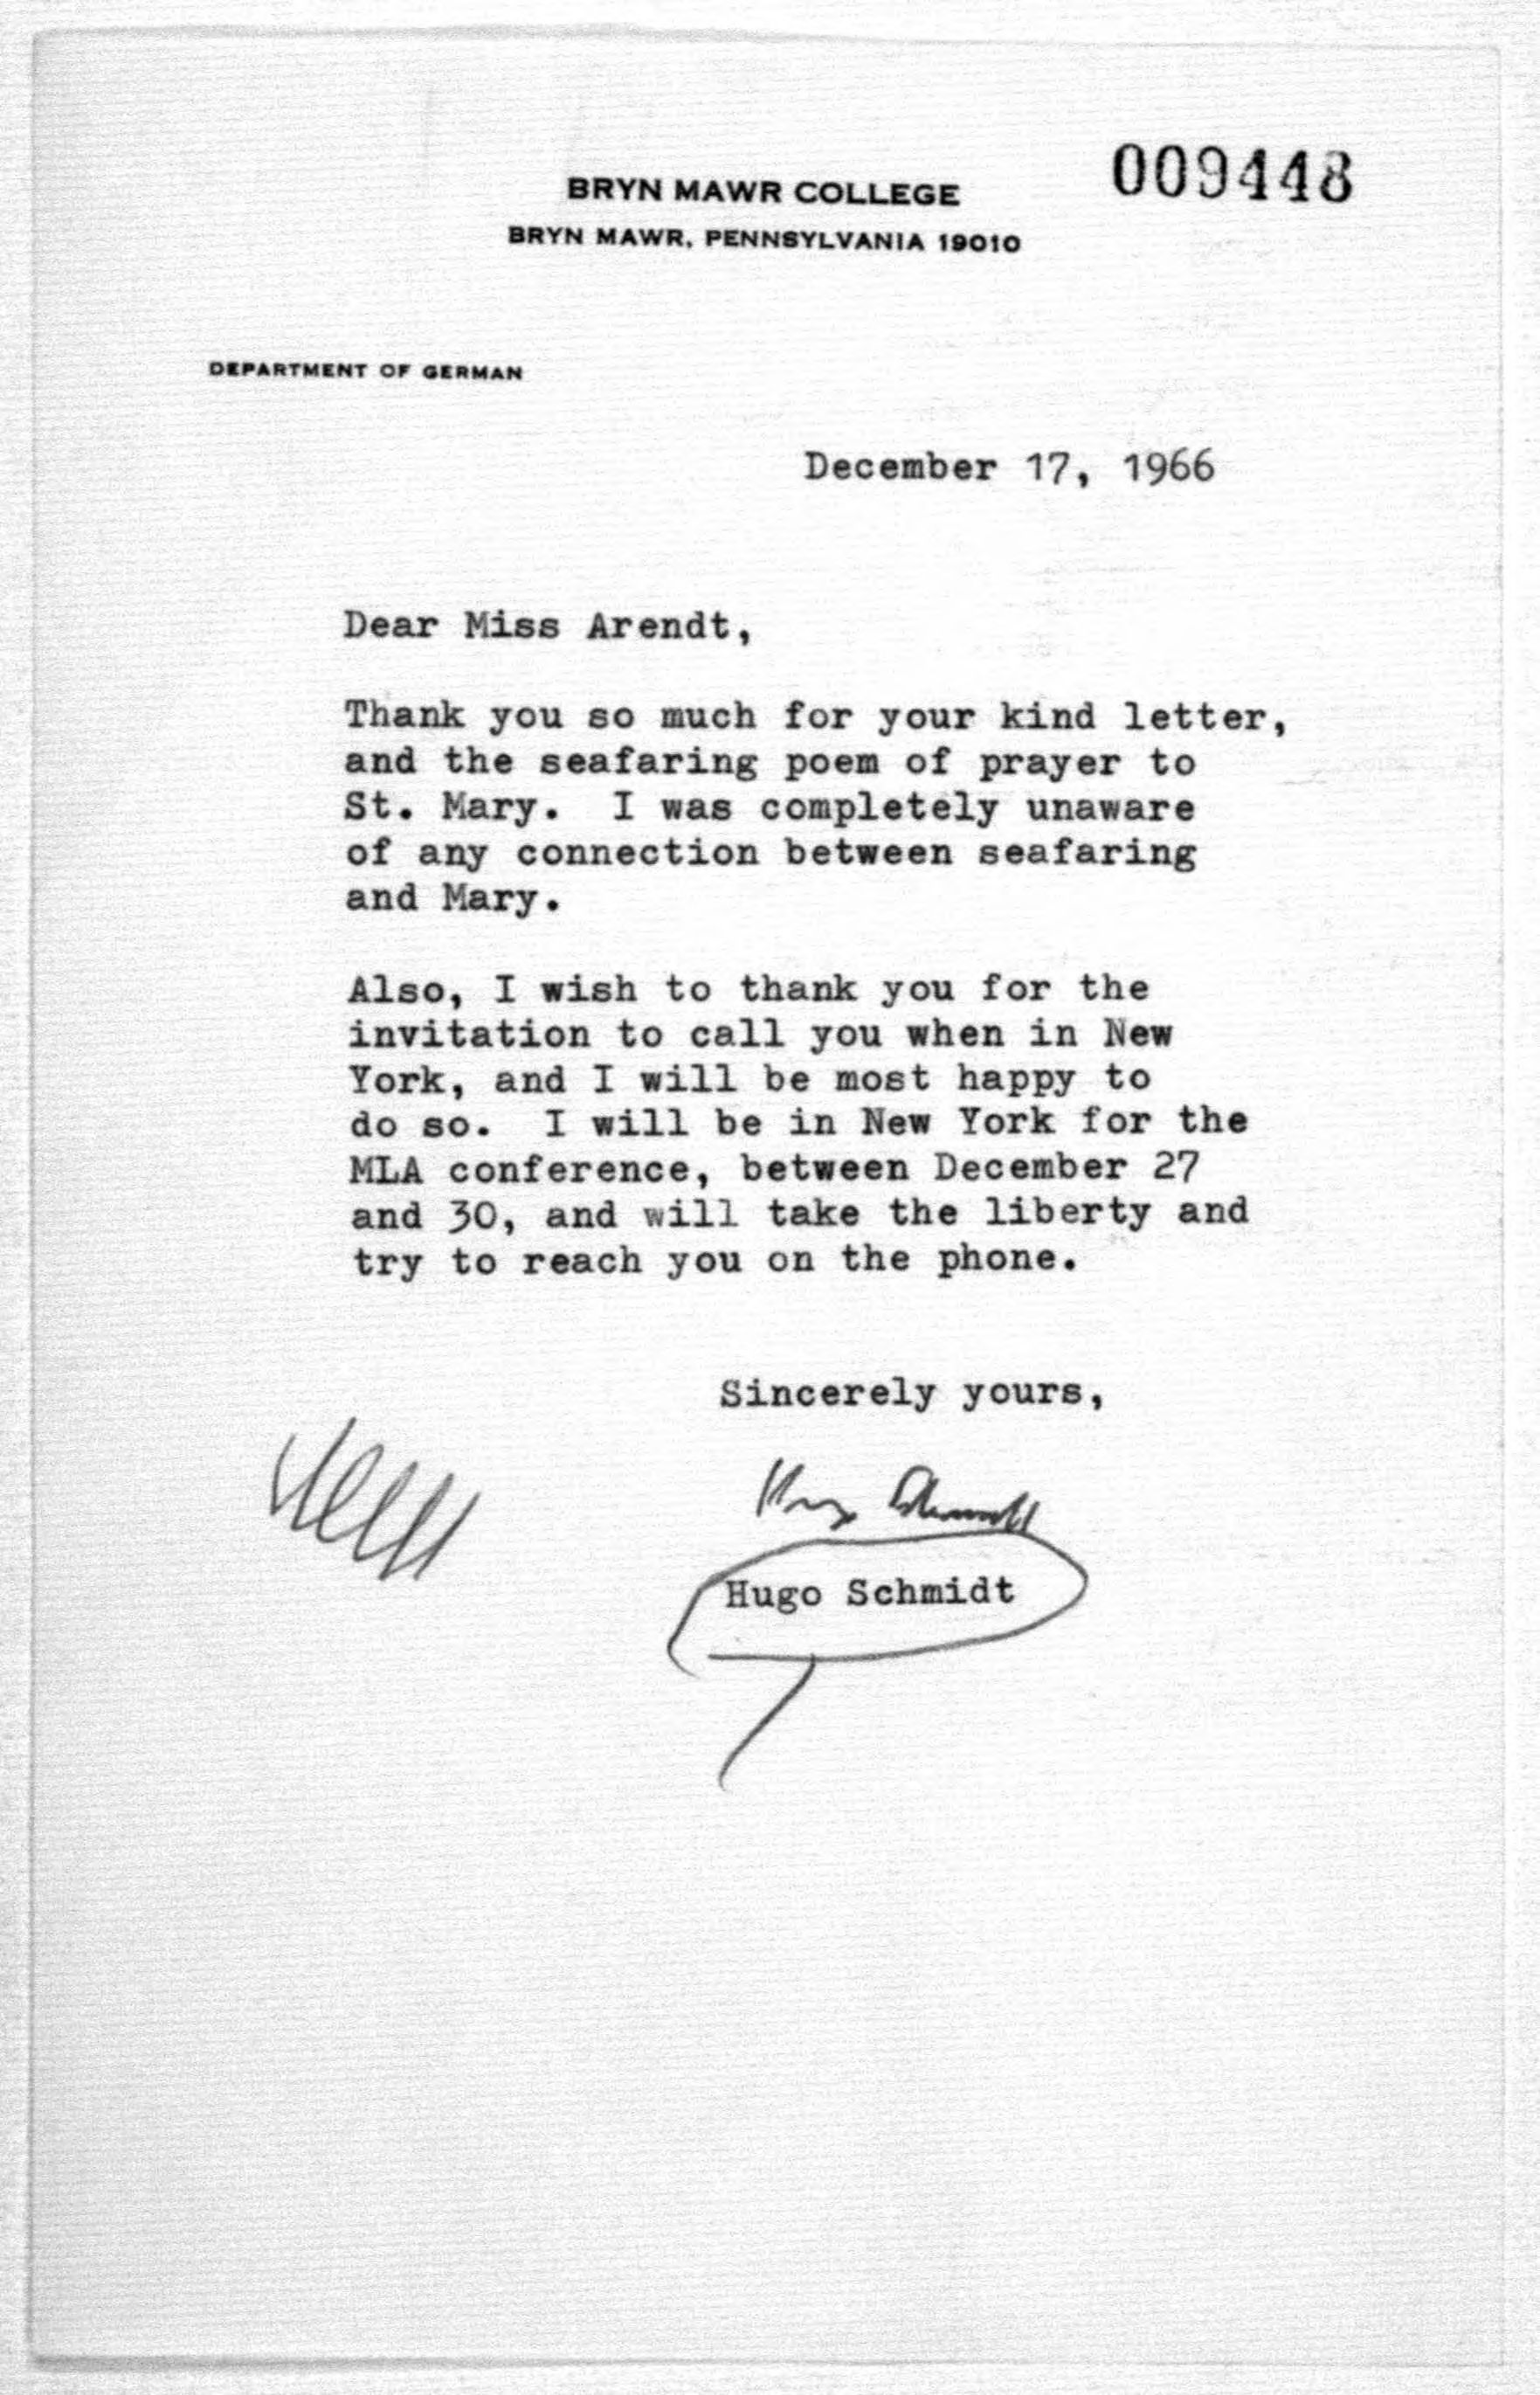 009448
BRYN MAWR COLLEGE
BRYN MAWR, PENNSYLVANIA 19010
DEPARTMENT OF GERMAN
December 17, 1966
Dear Miss Arendt,
Thank you so much for your kind letter,
and the seafaring poem of prayer to
St. Mary. I was completely unaware
of any connection between seafaring
and Mary.
Also, I wish to thank you for the
invitation to call you when in New
York, and I will be most happy to
do so. I will be in New York for the
MLA conference, between December 27
and 30, and will take the liberty and
try to reach you on the phone.
Sincerely yours,
Hugo Schmidt
Hugo Schmidt